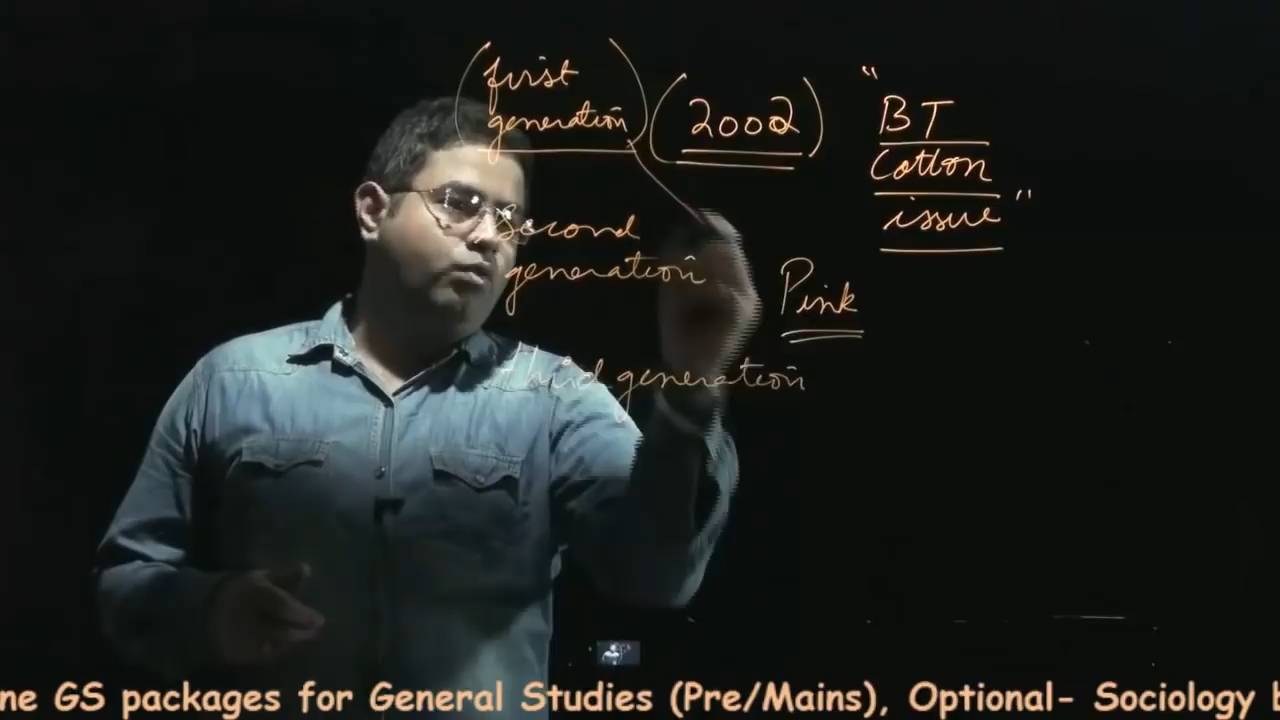 first
generation
(2002)
"BT
Cotton
issue"
Second
generation
Pink
third generation
ne GS packages for General Studies (Pre/Mains), Optional- Sociology b